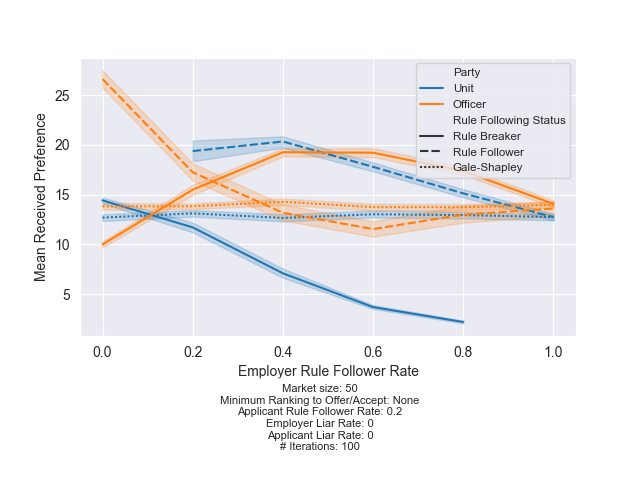 Party
Unit
Officer
Rule Following Status
Rule Breaker
Rule Follower
Gale-Shapley
Mean Received Preference
25
20
15
10
5
0.0 0.2 0.4 0.6 0.8 1.0
Employer Rule Follower Rate
Market size: 50
Minimum Ranking to Offer/Accept: None
Applicant Rule Follower Rate: 0.2
Employer Liar Rate: 0
Applicant Liar Rate: 0
# Iterations: 100